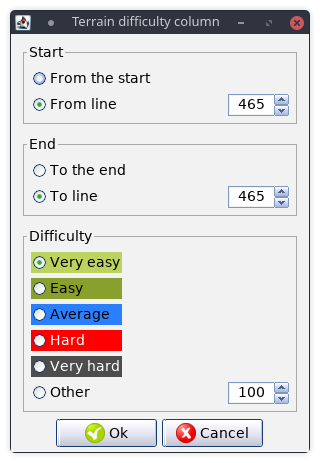 Terrain difficulty column
Start
From the start
From line 465
End
To the end
To line 465
Difficulty
Very easy
Easy
Average
Hard
Very hard
Other 100
Ok Cancel